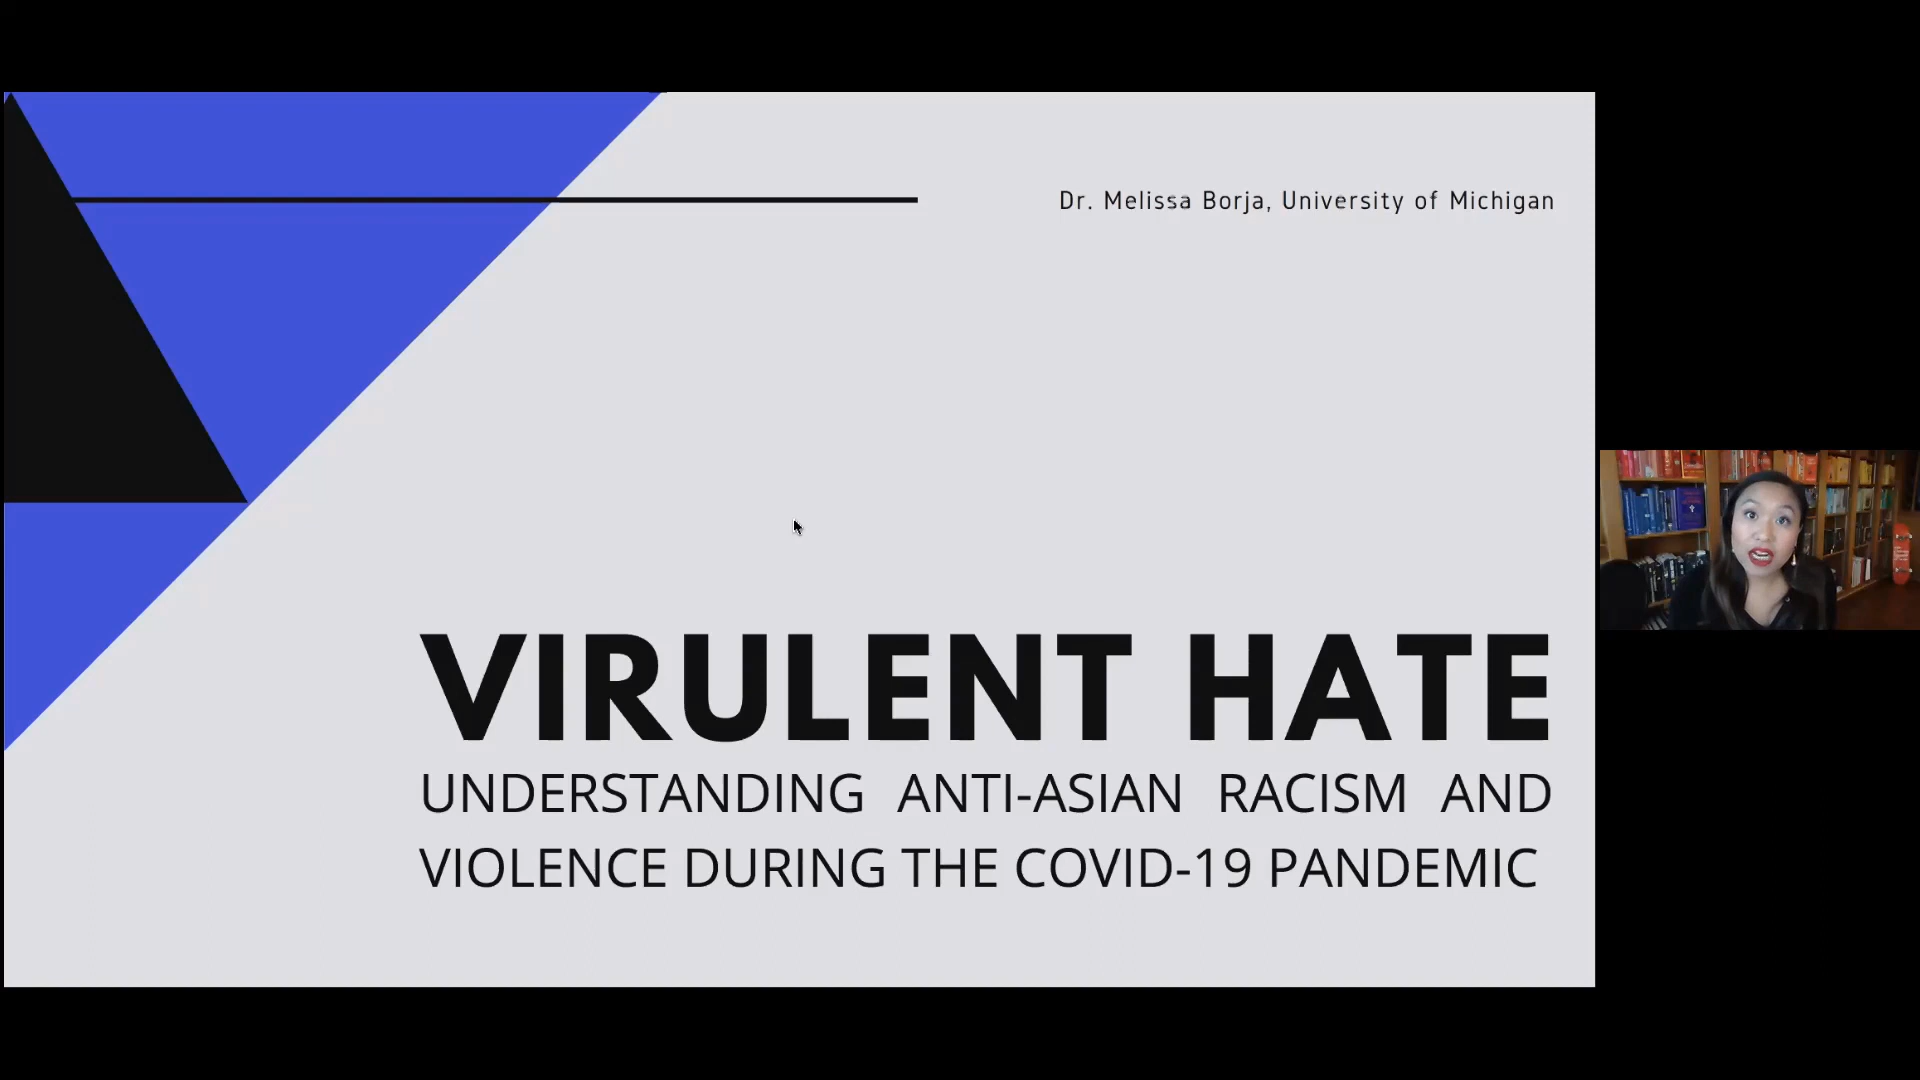 Dr. Melissa Borja, University of Michigan
VIRULENT HATE
UNDERSTANDING ANTI-ASIAN RACISM AND
VIOLENCE DURING THE COVID-19 PANDEMIC